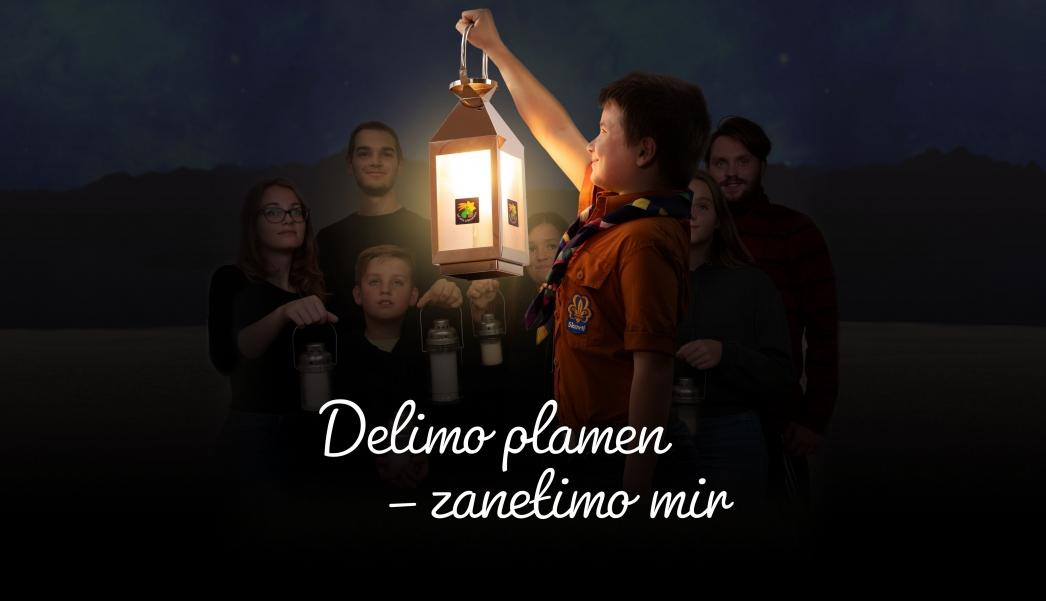 Delimo plamen
– zanetimo mir